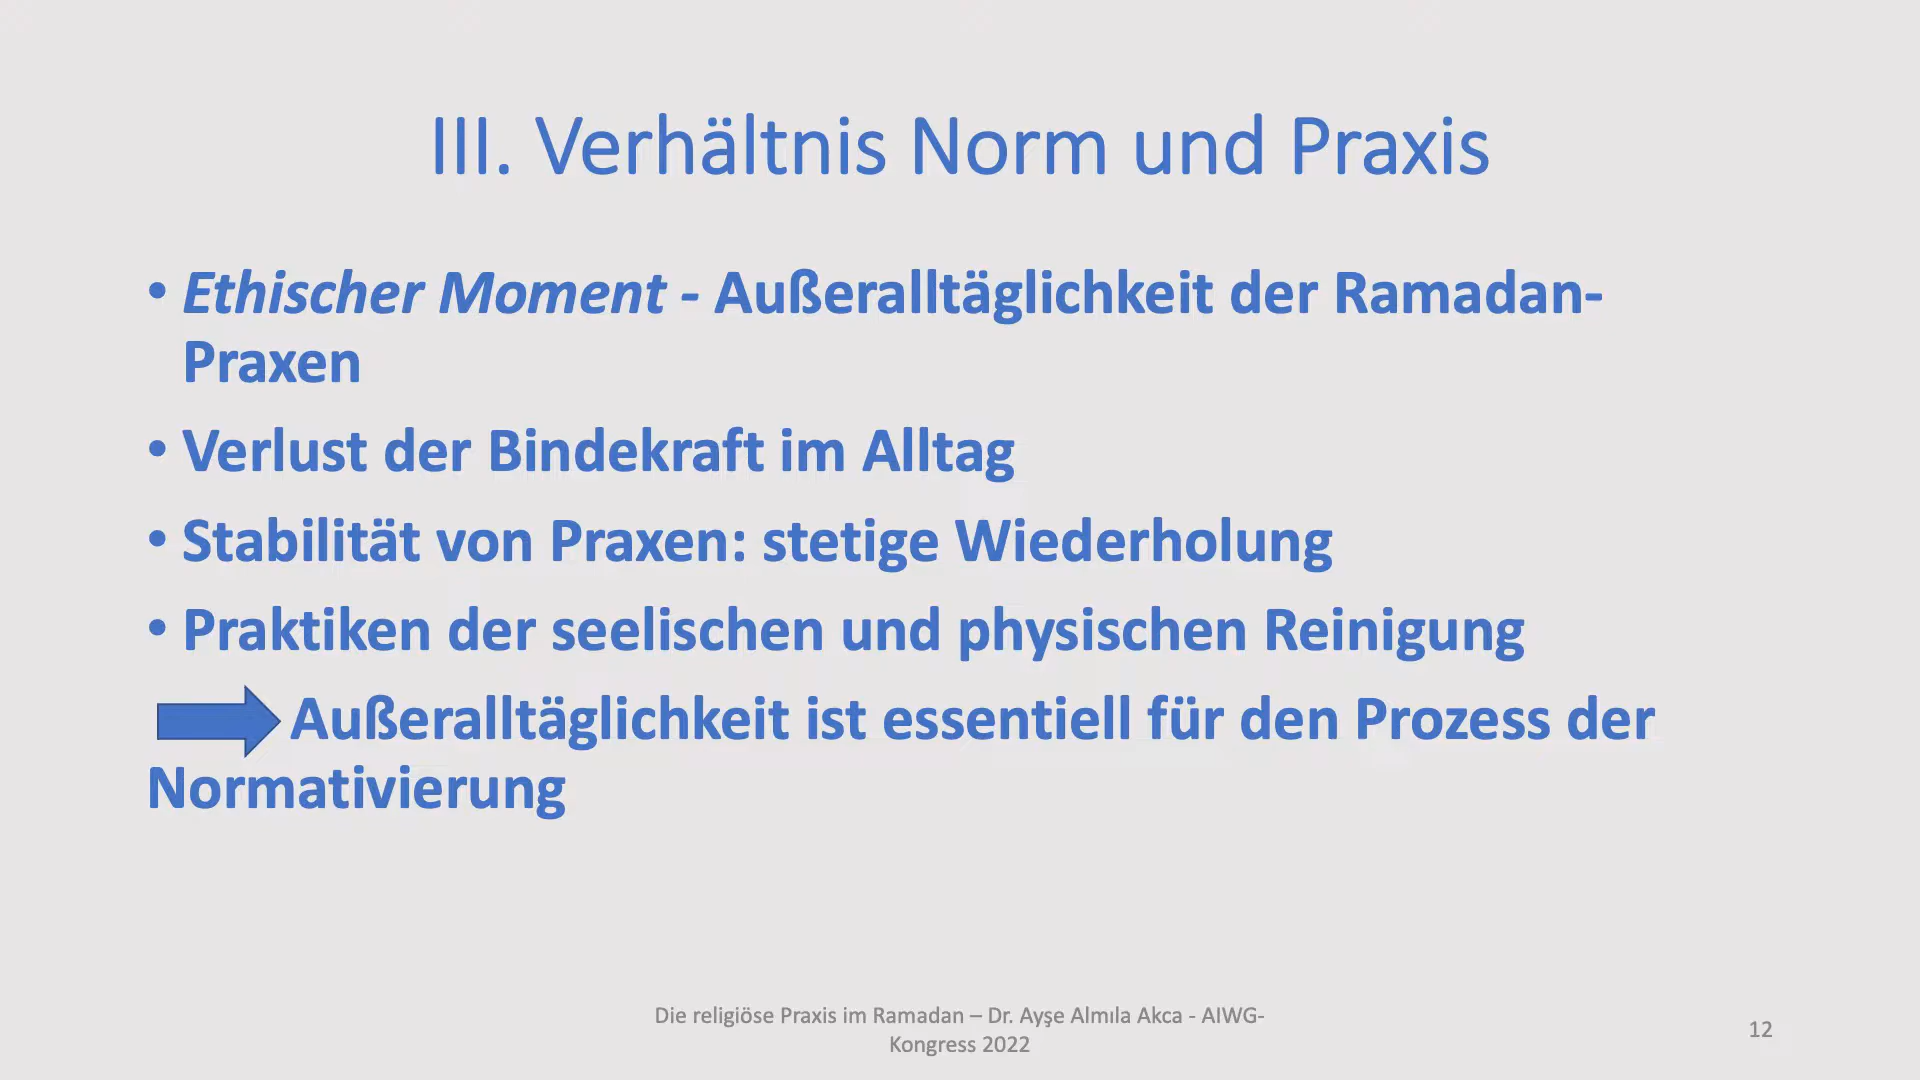 III. Verhältnis Norm und Praxis
• Ethischer Moment - Außeralltäglichkeit der Ramadan-
Praxen
• Verlust der Bindekraft im Alltag
• Stabilität von Praxen: stetige Wiederholung
• Praktiken der seelischen und physischen Reinigung
Außeralltäglichkeit ist essentiell für den Prozess der
Normativierung
Die religiöse Praxis im Ramadan – Dr. Ayşe Almıla Akca - AIWG-
Kongress 2022
12